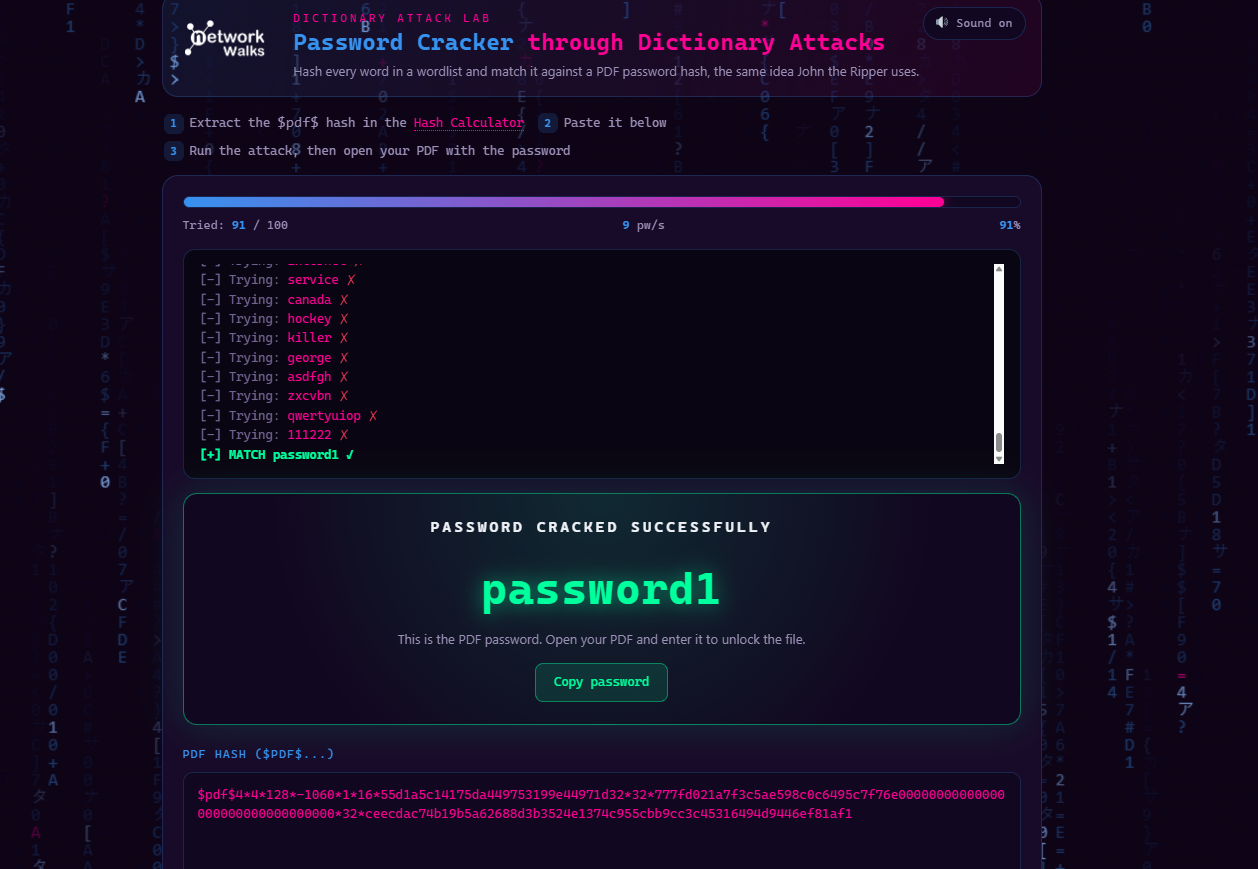 DICTIONARY ATTACK LAB
network
Walks
Password Cracker through Dictionary Attacks
Sound on
Hash every word in a wordlist and match it against a PDF password hash, the same idea John the Ripper uses.
1 Extract the $pdf$ hash in the Hash Calculator 2 Paste it below
3 Run the attack, then open your PDF with the password
Tried: 91 / 100 9 pw/s 91%
[-] Trying: service ✗
[-] Trying: canada ✗
[-] Trying: hockey ✗
[-] Trying: killer ✗
[-] Trying: george ✗
[-] Trying: asdfgh ✗
[-] Trying: zxcvbn ✗
[-] Trying: qwertyuiop ✗
[-] Trying: 111222 ✗
[+] MATCH password1 ✓
PASSWORD CRACKED SUCCESSFULLY
password1
This is the PDF password. Open your PDF and enter it to unlock the file.
Copy password
PDF HASH ($PDF$...)
$pdf$4*4*128*-1060*1*16*55d1a5c14175da449753199e44971d32*32*777fd021a7f3c5ae598c0c6495c7f76e00000000000000
000000000000000000*32*ceecdac74b19b5a62688d3b3524e1374c955cbb9cc3c45316494d9446ef81af1